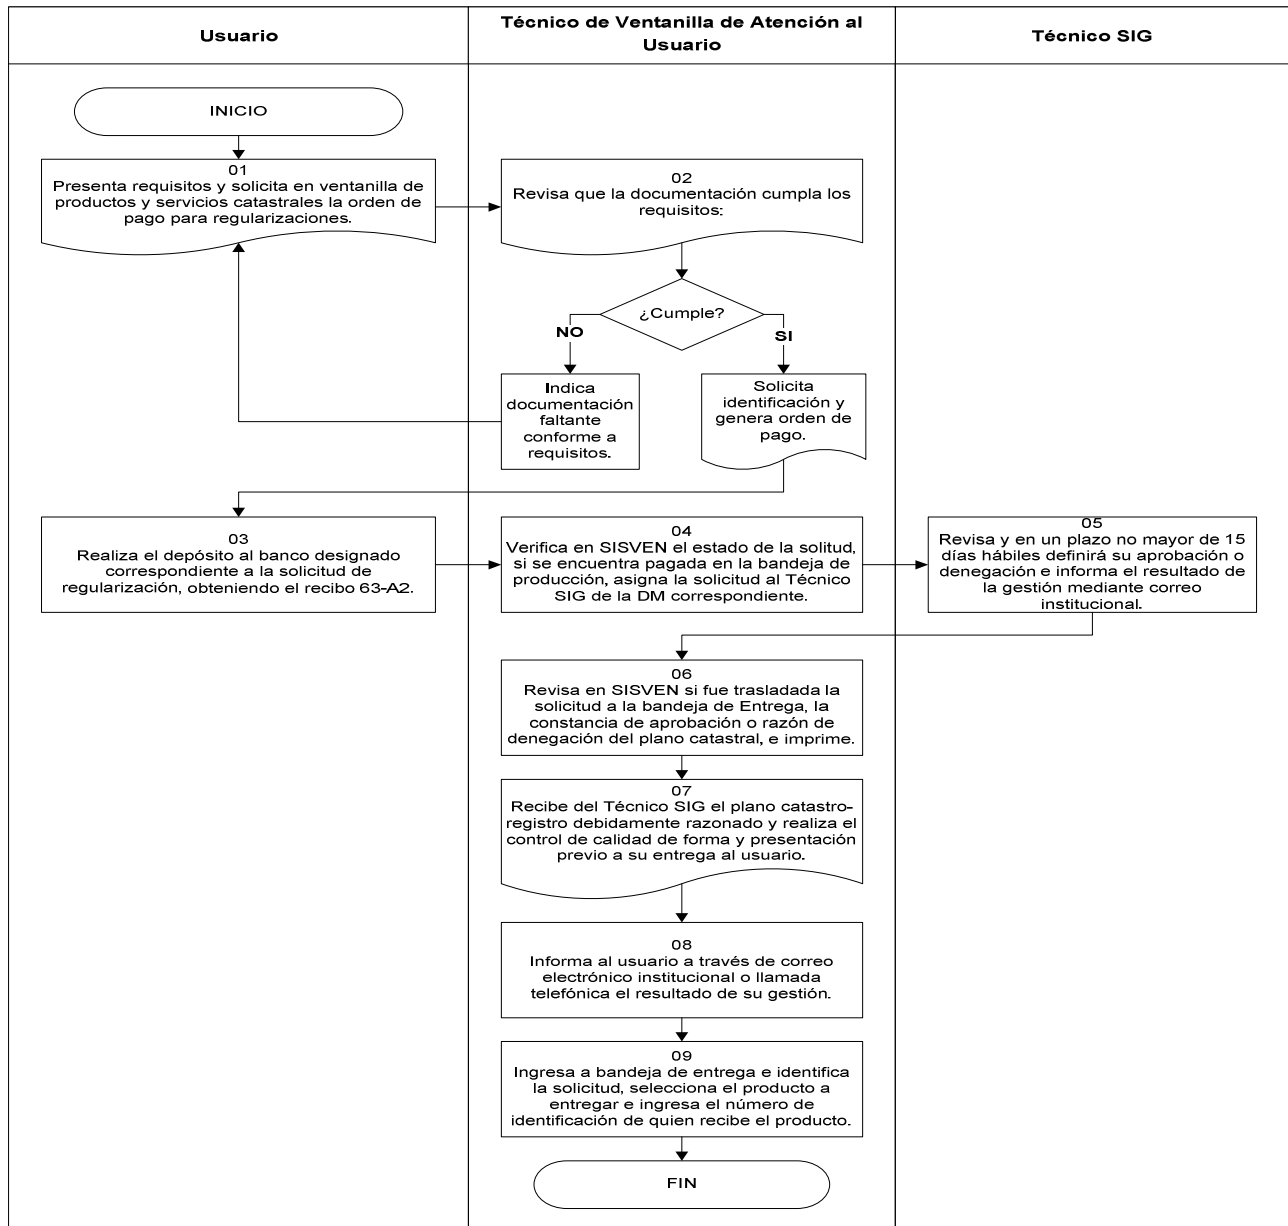 Usuario
Técnico de Ventanilla de Atención al
Usuario
Técnico SIG
INICIO
01
Presenta requisitos y solicita en ventanilla de
productos y servicios catastrales la orden de
pago para regularizaciones.
02
Revisa que la documentación cumpla los
requisitos:
¿Cumple?
NO
SI
Indica
documentación
faltante
conforme a
requisitos.
Solicita
identificación y
genera orden de
pago.
03
Realiza el depósito al banco designado
correspondiente a la solicitud de
regularización, obteniendo el recibo 63-A2.
04
Verifica en SISVEN el estado de la solitud,
si se encuentra pagada en la bandeja de
producción, asigna la solicitud al Técnico
SIG de la DM correspondiente.
05
Revisa y en un plazo no mayor de 15
días hábiles definirá su aprobación o
denegación e informa el resultado de
la gestión mediante correo
institucional.
06
Revisa en SISVEN si fue trasladada la
solicitud a la bandeja de Entrega, la
constancia de aprobación o razón de
denegación del plano catastral, e imprime.
07
Recibe del Técnico SIG el plano catastro-
registro debidamente razonado y realiza el
control de calidad de forma y presentación
previo a su entrega al usuario.
08
Informa al usuario a través de correo
electrónico institucional o llamada
telefónica el resultado de su gestión.
09
Ingresa a bandeja de entrega e identifica
la solicitud, selecciona el producto a
entregar e ingresa el número de
identificación de quien recibe el producto.
FIN